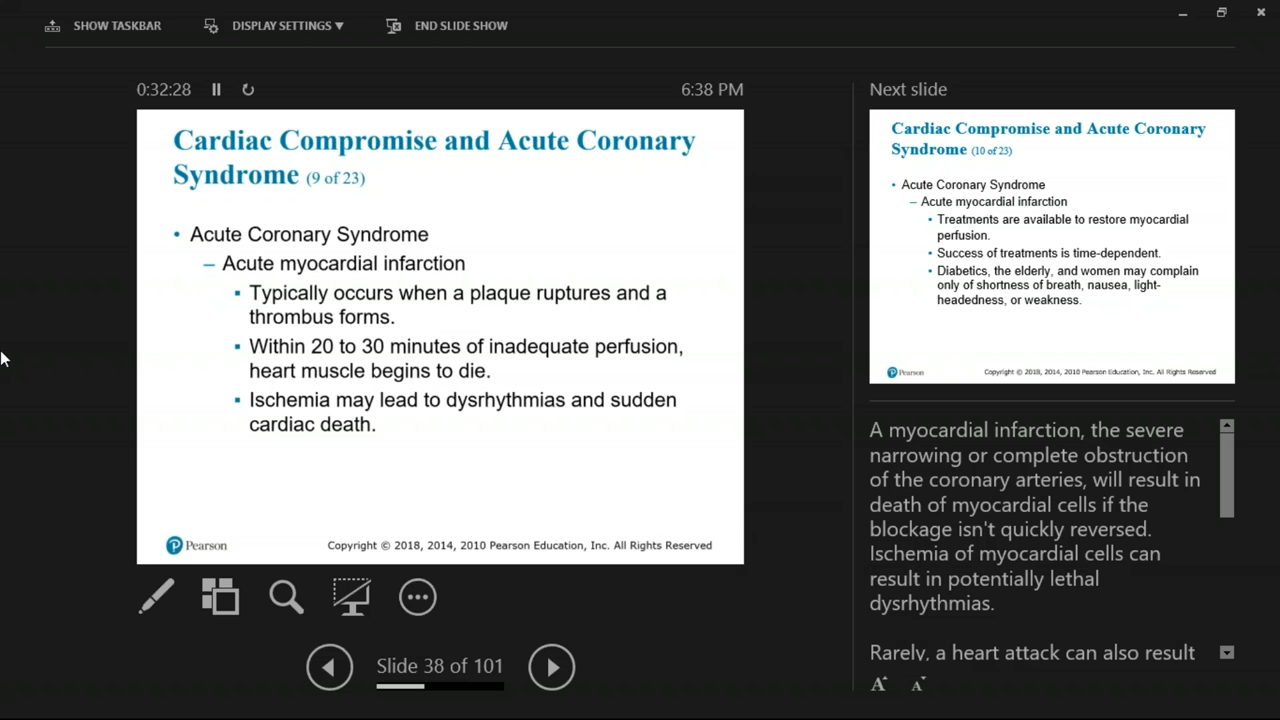 SHOW TASKBAR DISPLAY SETTINGS ▼ END SLIDE SHOW
0:32:28 6:38 PM
Cardiac Compromise and Acute Coronary
Syndrome (9 of 23)
• Acute Coronary Syndrome
– Acute myocardial infarction
▪ Typically occurs when a plaque ruptures and a
thrombus forms.
▪ Within 20 to 30 minutes of inadequate perfusion,
heart muscle begins to die.
▪ Ischemia may lead to dysrhythmias and sudden
cardiac death.
Pearson Copyright © 2018, 2014, 2010 Pearson Education, Inc. All Rights Reserved
Slide 38 of 101
Next slide
Cardiac Compromise and Acute Coronary
Syndrome (10 of 23)
• Acute Coronary Syndrome
– Acute myocardial infarction
▪ Treatments are available to restore myocardial
perfusion.
▪ Success of treatments is time-dependent.
▪ Diabetics, the elderly, and women may complain
only of shortness of breath, nausea, light-
headedness, or weakness.
Pearson Copyright © 2018, 2014, 2010 Pearson Education, Inc. All Rights Reserved
A myocardial infarction, the severe
narrowing or complete obstruction
of the coronary arteries, will result in
death of myocardial cells if the
blockage isn't quickly reversed.
Ischemia of myocardial cells can
result in potentially lethal
dysrhythmias.
Rarely, a heart attack can also result
A A